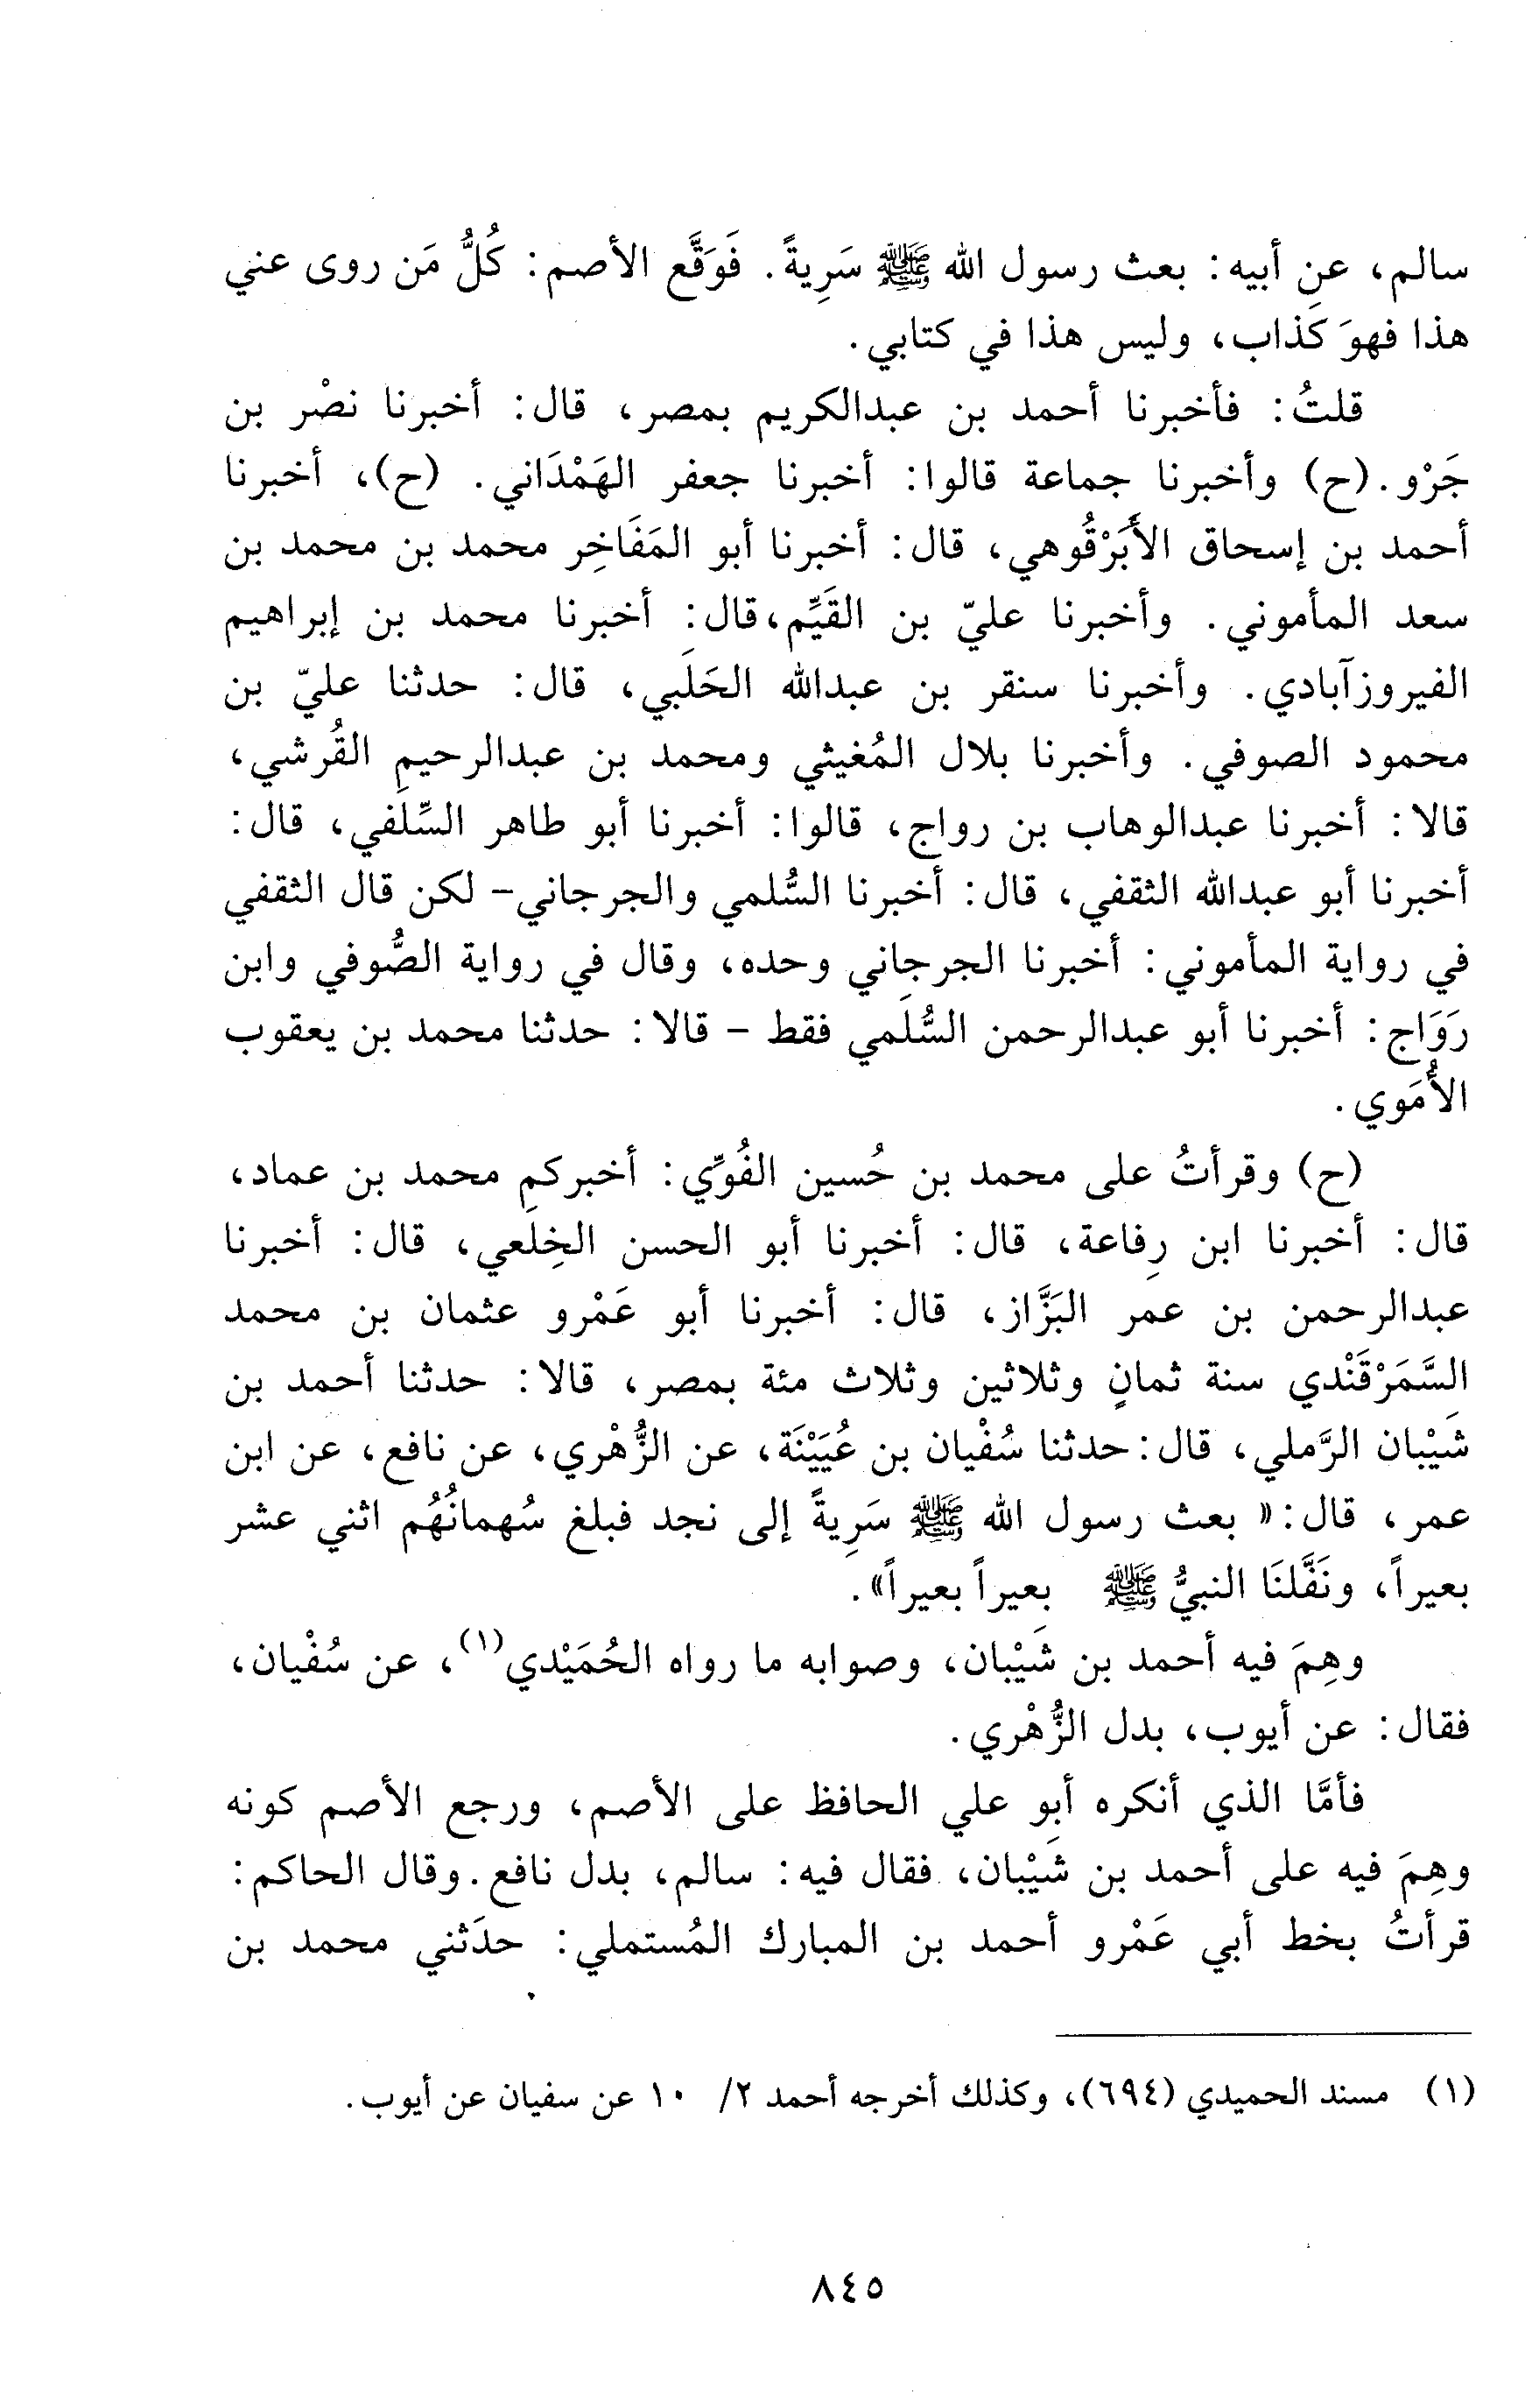 سالم، عن أبيه: بعث رسول الله ﷺ سَرِيةً. فَوَقَّع الأصم: كُلُّ مَن روى عني
هذا فهوَ كَذاب، وليس هذا في كتابي.
قلتُ: فأخبرنا أحمد بن عبدالكريم بمصر، قال: أخبرنا نصْر بن
جَرْو. (ح) وأخبرنا جماعة قالوا: أخبرنا جعفر الهَمْدَاني. (ح)، أخبرنا
أحمد بن إسحاق الأَبَرْقُوهي، قال: أخبرنا أبو المَفَاخِر محمد بن محمد بن
سعد المأموني. وأخبرنا عليّ بن القَيِّم، قال: أخبرنا محمد بن إبراهيم
الفيروزآبادي. وأخبرنا سنقر بن عبدالله الحَلَبي، قال: حدثنا عليّ بن
محمود الصوفي. وأخبرنا بلال المُغيثي ومحمد بن عبدالرحيم القُرشي،
قالا: أخبرنا عبدالوهاب بن رواج، قالوا: أخبرنا أبو طاهر السِّلَفي، قال:
أخبرنا أبو عبدالله الثقفي، قال: أخبرنا السُّلمي والجرجاني- لكن قال الثقفي
في رواية المأموني: أخبرنا الجرجاني وحده، وقال في رواية الصُّوفي وابن
رَوَاج: أخبرنا أبو عبدالرحمن السُّلَمي فقط - قالا: حدثنا محمد بن يعقوب
الأُمَوي.
(ح) وقرأتُ على محمد بن حُسين الفُوِّي: أخبركم محمد بن عماد،
قال: أخبرنا ابن رِفاعة، قال: أخبرنا أبو الحسن الخِلَعي، قال: أخبرنا
عبدالرحمن بن عمر البَزَّاز، قال: أخبرنا أبو عَمْرو عثمان بن محمد
السَّمَرْقَنْدي سنة ثمانٍ وثلاثين وثلاث مئة بمصر، قالا: حدثنا أحمد بن
شَيْبان الرَّملي، قال: حدثنا سُفْيان بن عُيَيْنَة، عن الزُّهْري، عن نافع، عن ابن
عمر، قال: « بعث رسول الله ﷺ سَرِيةً إلى نجد فبلغ سُهمانُهُم اثني عشر
بعيراً، ونَفَّلنَا النبيُّ ﷺ بعيراً بعيراً».
وهِمَ فيه أحمد بن شَيْبان، وصوابه ما رواه الحُمَيْدي(١)، عن سُفْيان،
فقال: عن أيوب، بدل الزُّهْري.
فأمَّا الذي أنكره أبو علي الحافظ على الأصم، ورجع الأصم كونه
وهِمَ فيه على أحمد بن شَيْبان، فقال فيه: سالم، بدل نافع. وقال الحاكم:
قرأتُ بخط أبي عَمْرو أحمد بن المبارك المُستملي: حدَثني محمد بن
(١) مسند الحميدي (٦٩٤)، وكذلك أخرجه أحمد ٢/ ١٠ عن سفيان عن أيوب.
٨٤٥